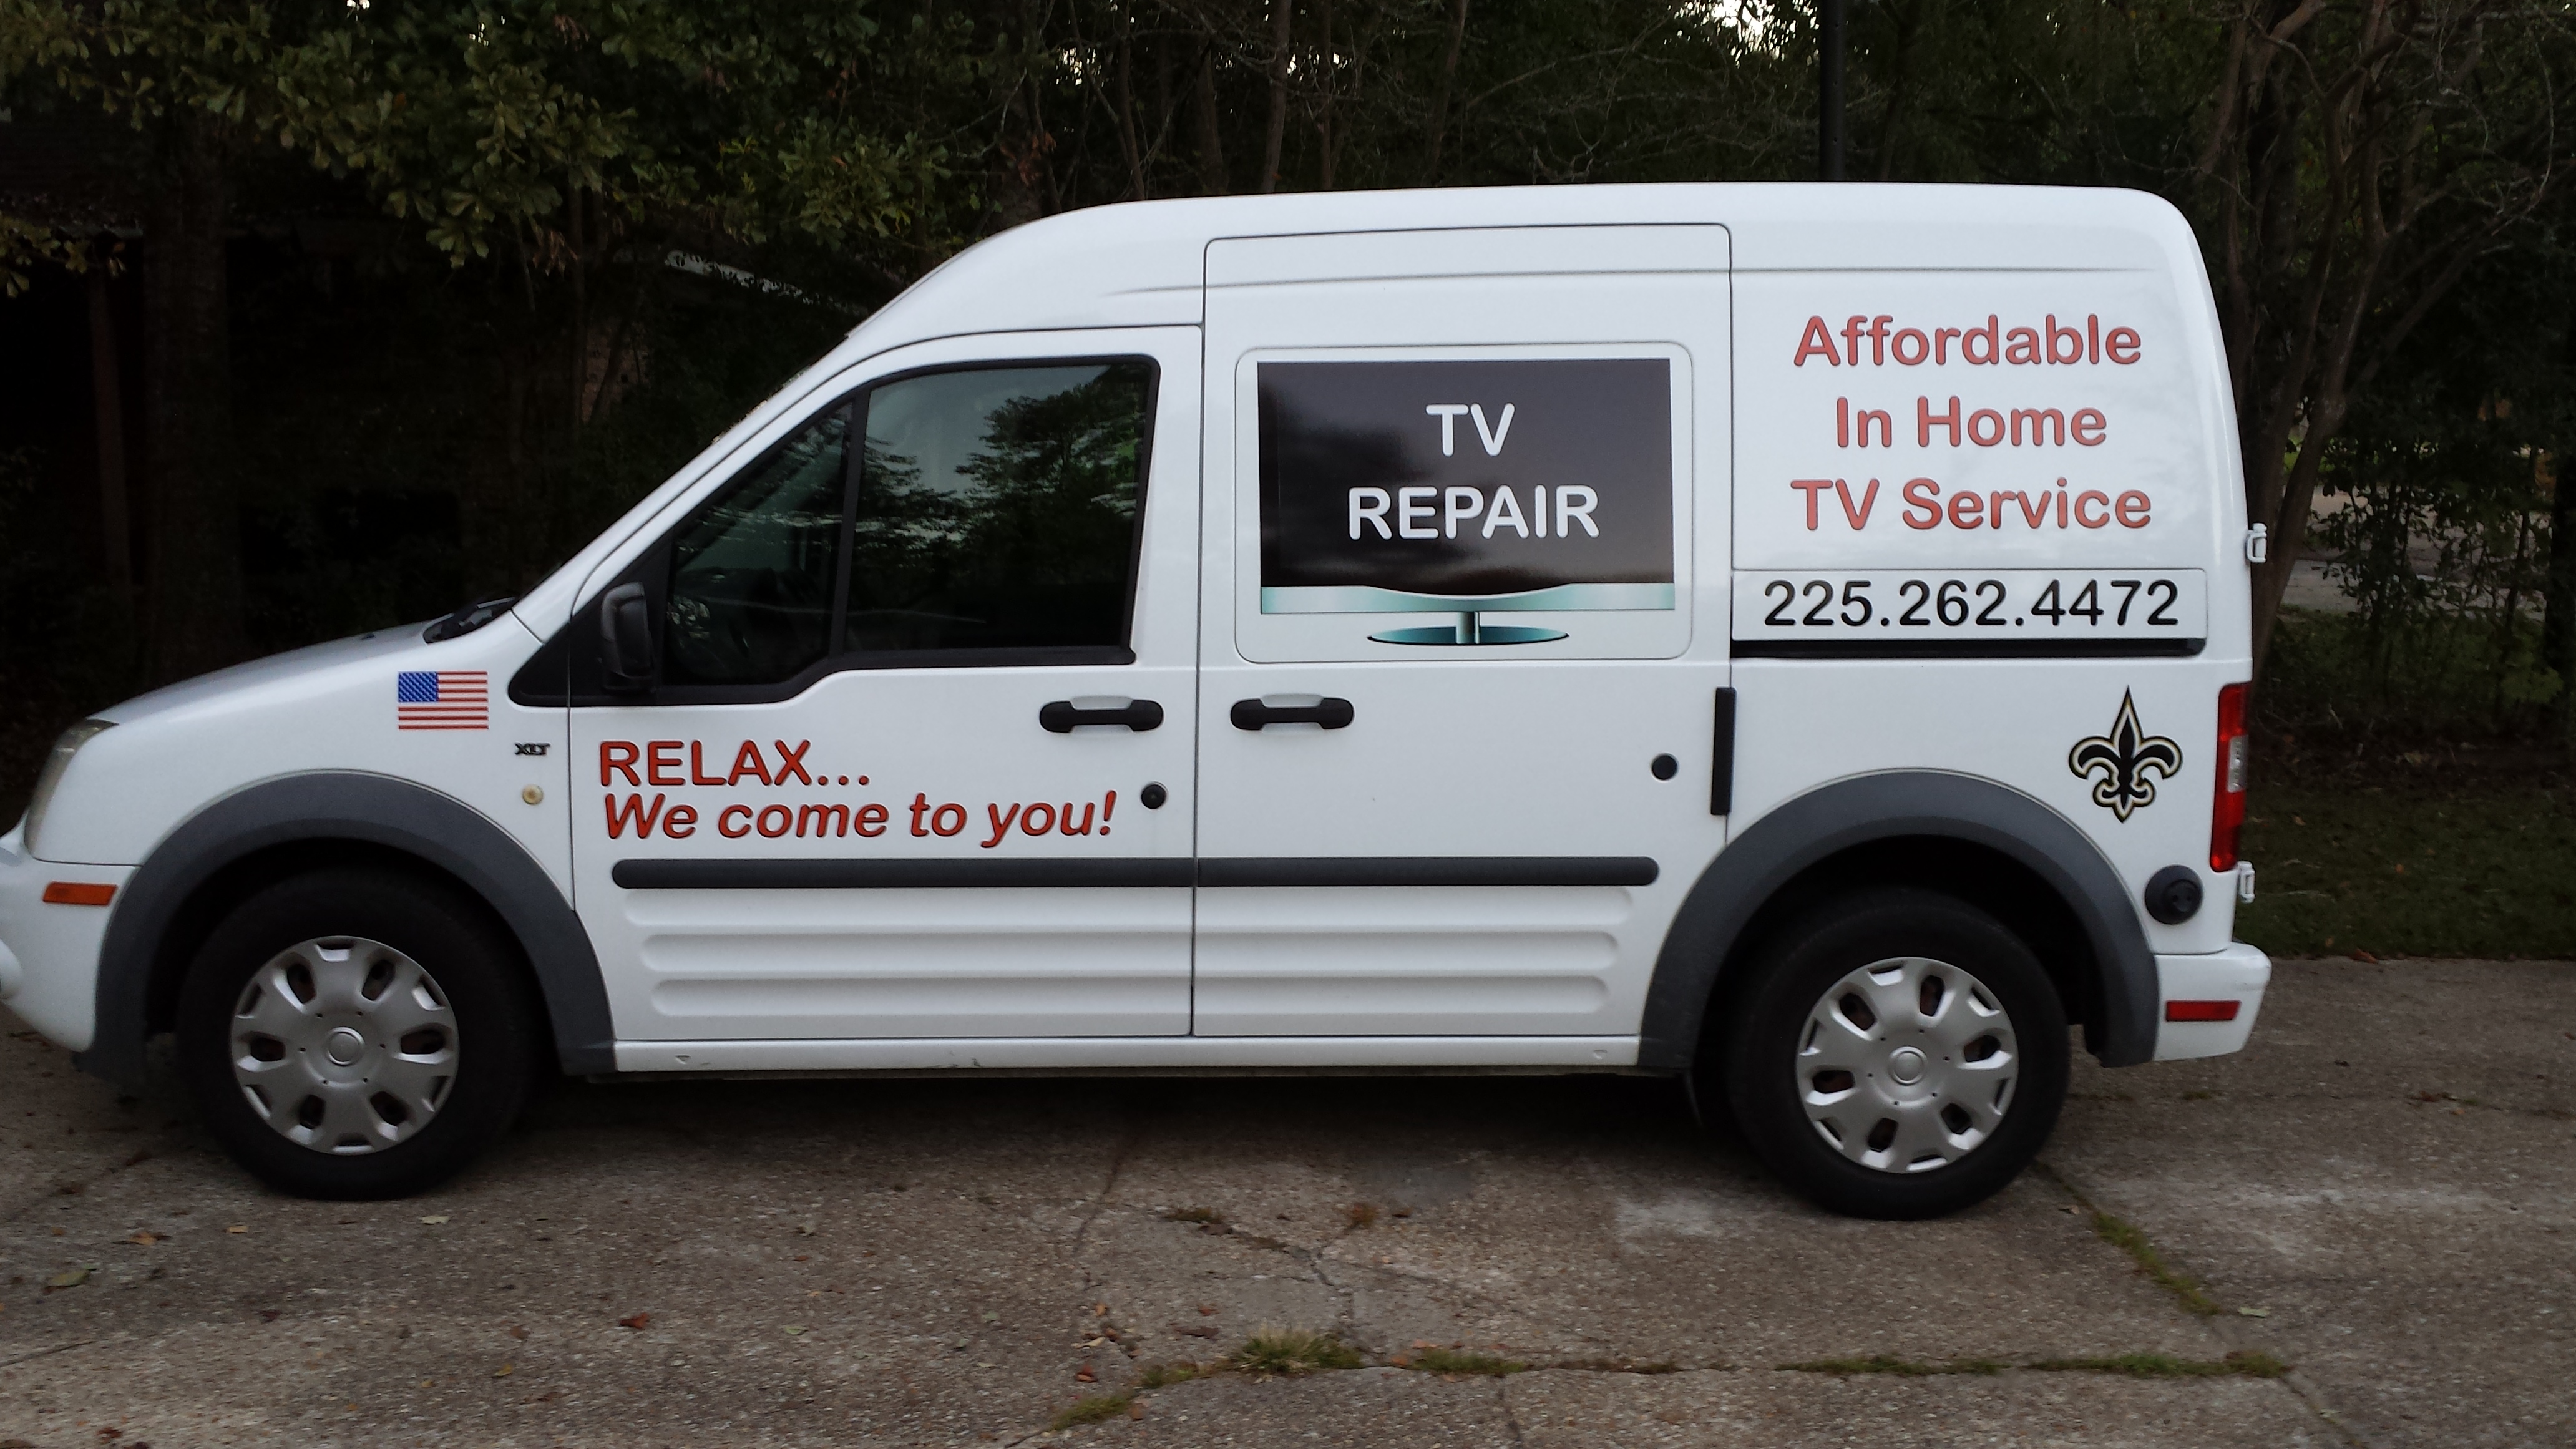 TV
REPAIR
Affordable
In Home
TV Service
225.262.4472
XLT
RELAX...
We come to you!